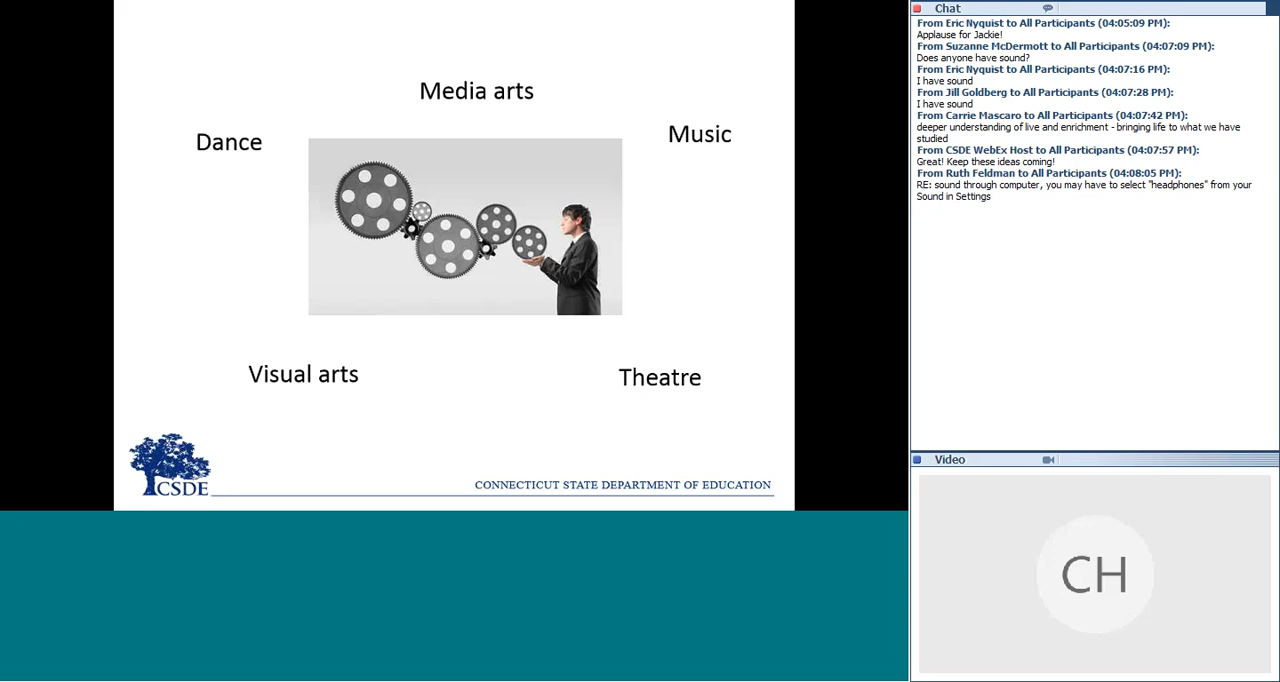 Media arts
Dance
Music
Visual arts
Theatre
CSDE
CONNECTICUT STATE DEPARTMENT OF EDUCATION
Chat
From Eric Nyquist to All Participants (04:05:09 PM):
Applause for Jackie!
From Suzanne McDermott to All Participants (04:07:09 PM):
Does anyone have sound?
From Eric Nyquist to All Participants (04:07:16 PM):
I have sound
From Jill Goldberg to All Participants (04:07:28 PM):
I have sound
From Carrie Mascaro to All Participants (04:07:42 PM):
deeper understanding of live and enrichment - bringing life to what we have
studied
From CSDE WebEx Host to All Participants (04:07:57 PM):
Great! Keep these ideas coming!
From Ruth Feldman to All Participants (04:08:05 PM):
RE: sound through computer, you may have to select "headphones" from your
Sound in Settings
Video
CH